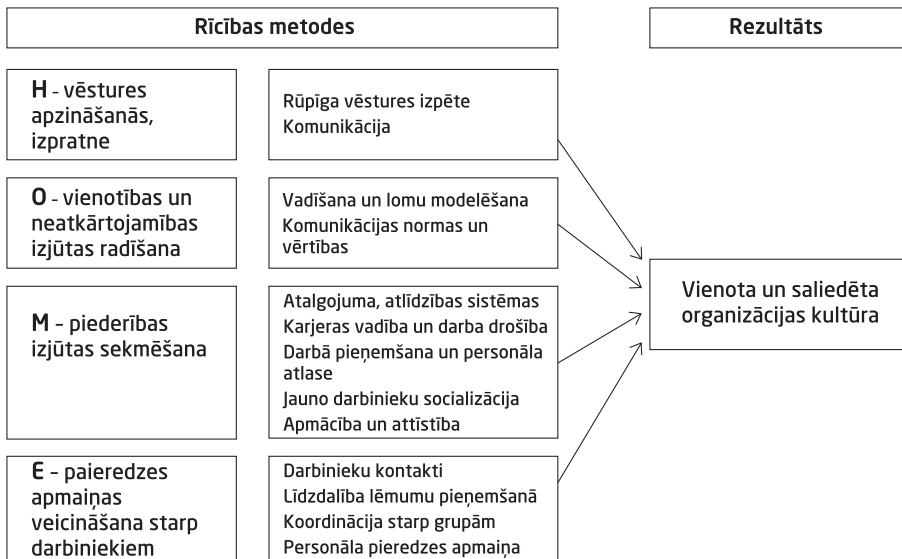 Rīcības metodes
Rezultāts
H - vēstures
apzināšanās,
izpratne
Rūpīga vēstures izpēte
Komunikācija
O - vienotības un
neatkārtojamības
izjūtas radīšana
Vadīšana un lomu modelēšana
Komunikācijas normas un
vērtības
M – piederības
izjūtas sekmēšana
Atalgojuma, atlīdzības sistēmas
Karjeras vadība un darba drošība
Darbā pieņemšana un personāla
atlase
Jauno darbinieku socializācija
Apmācība un attīstība
E – paieredzes
apmaiņas
veicināšana starp
darbiniekiem
Darbinieku kontakti
Līdzdalība lēmumu pieņemšanā
Koordinācija starp grupām
Personāla pieredzes apmaiņa
Vienota un saliedēta
organizācijas kultūra